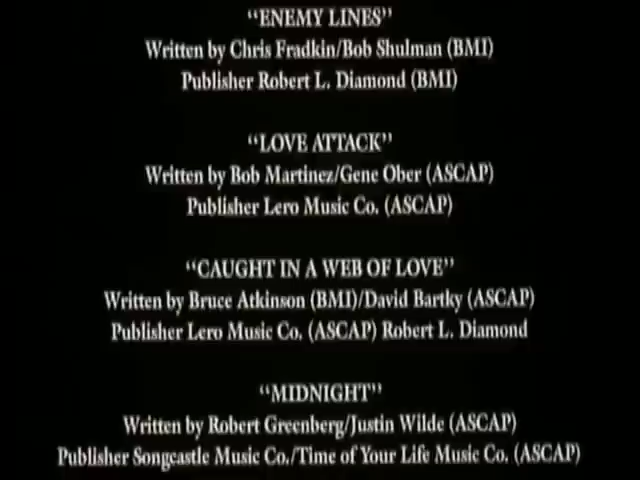 "ENEMY LINES"
Written by Chris Fradkin/Bob Shulman (BMI)
Publisher Robert L. Diamond (BMI)
"LOVE ATTACK"
Written by Bob Martinez/Gene Ober (ASCAP)
Publisher Lero Music Co. (ASCAP)
"CAUGHT IN A WEB OF LOVE"
Written by Bruce Atkinson (BMI)/David Bartky (ASCAP)
Publisher Lero Music Co. (ASCAP) Robert L. Diamond
"MIDNIGHT"
Written by Robert Greenberg/Justin Wilde (ASCAP)
Publisher Songcastle Music Co./Time of Your Life Music Co. (ASCAP)